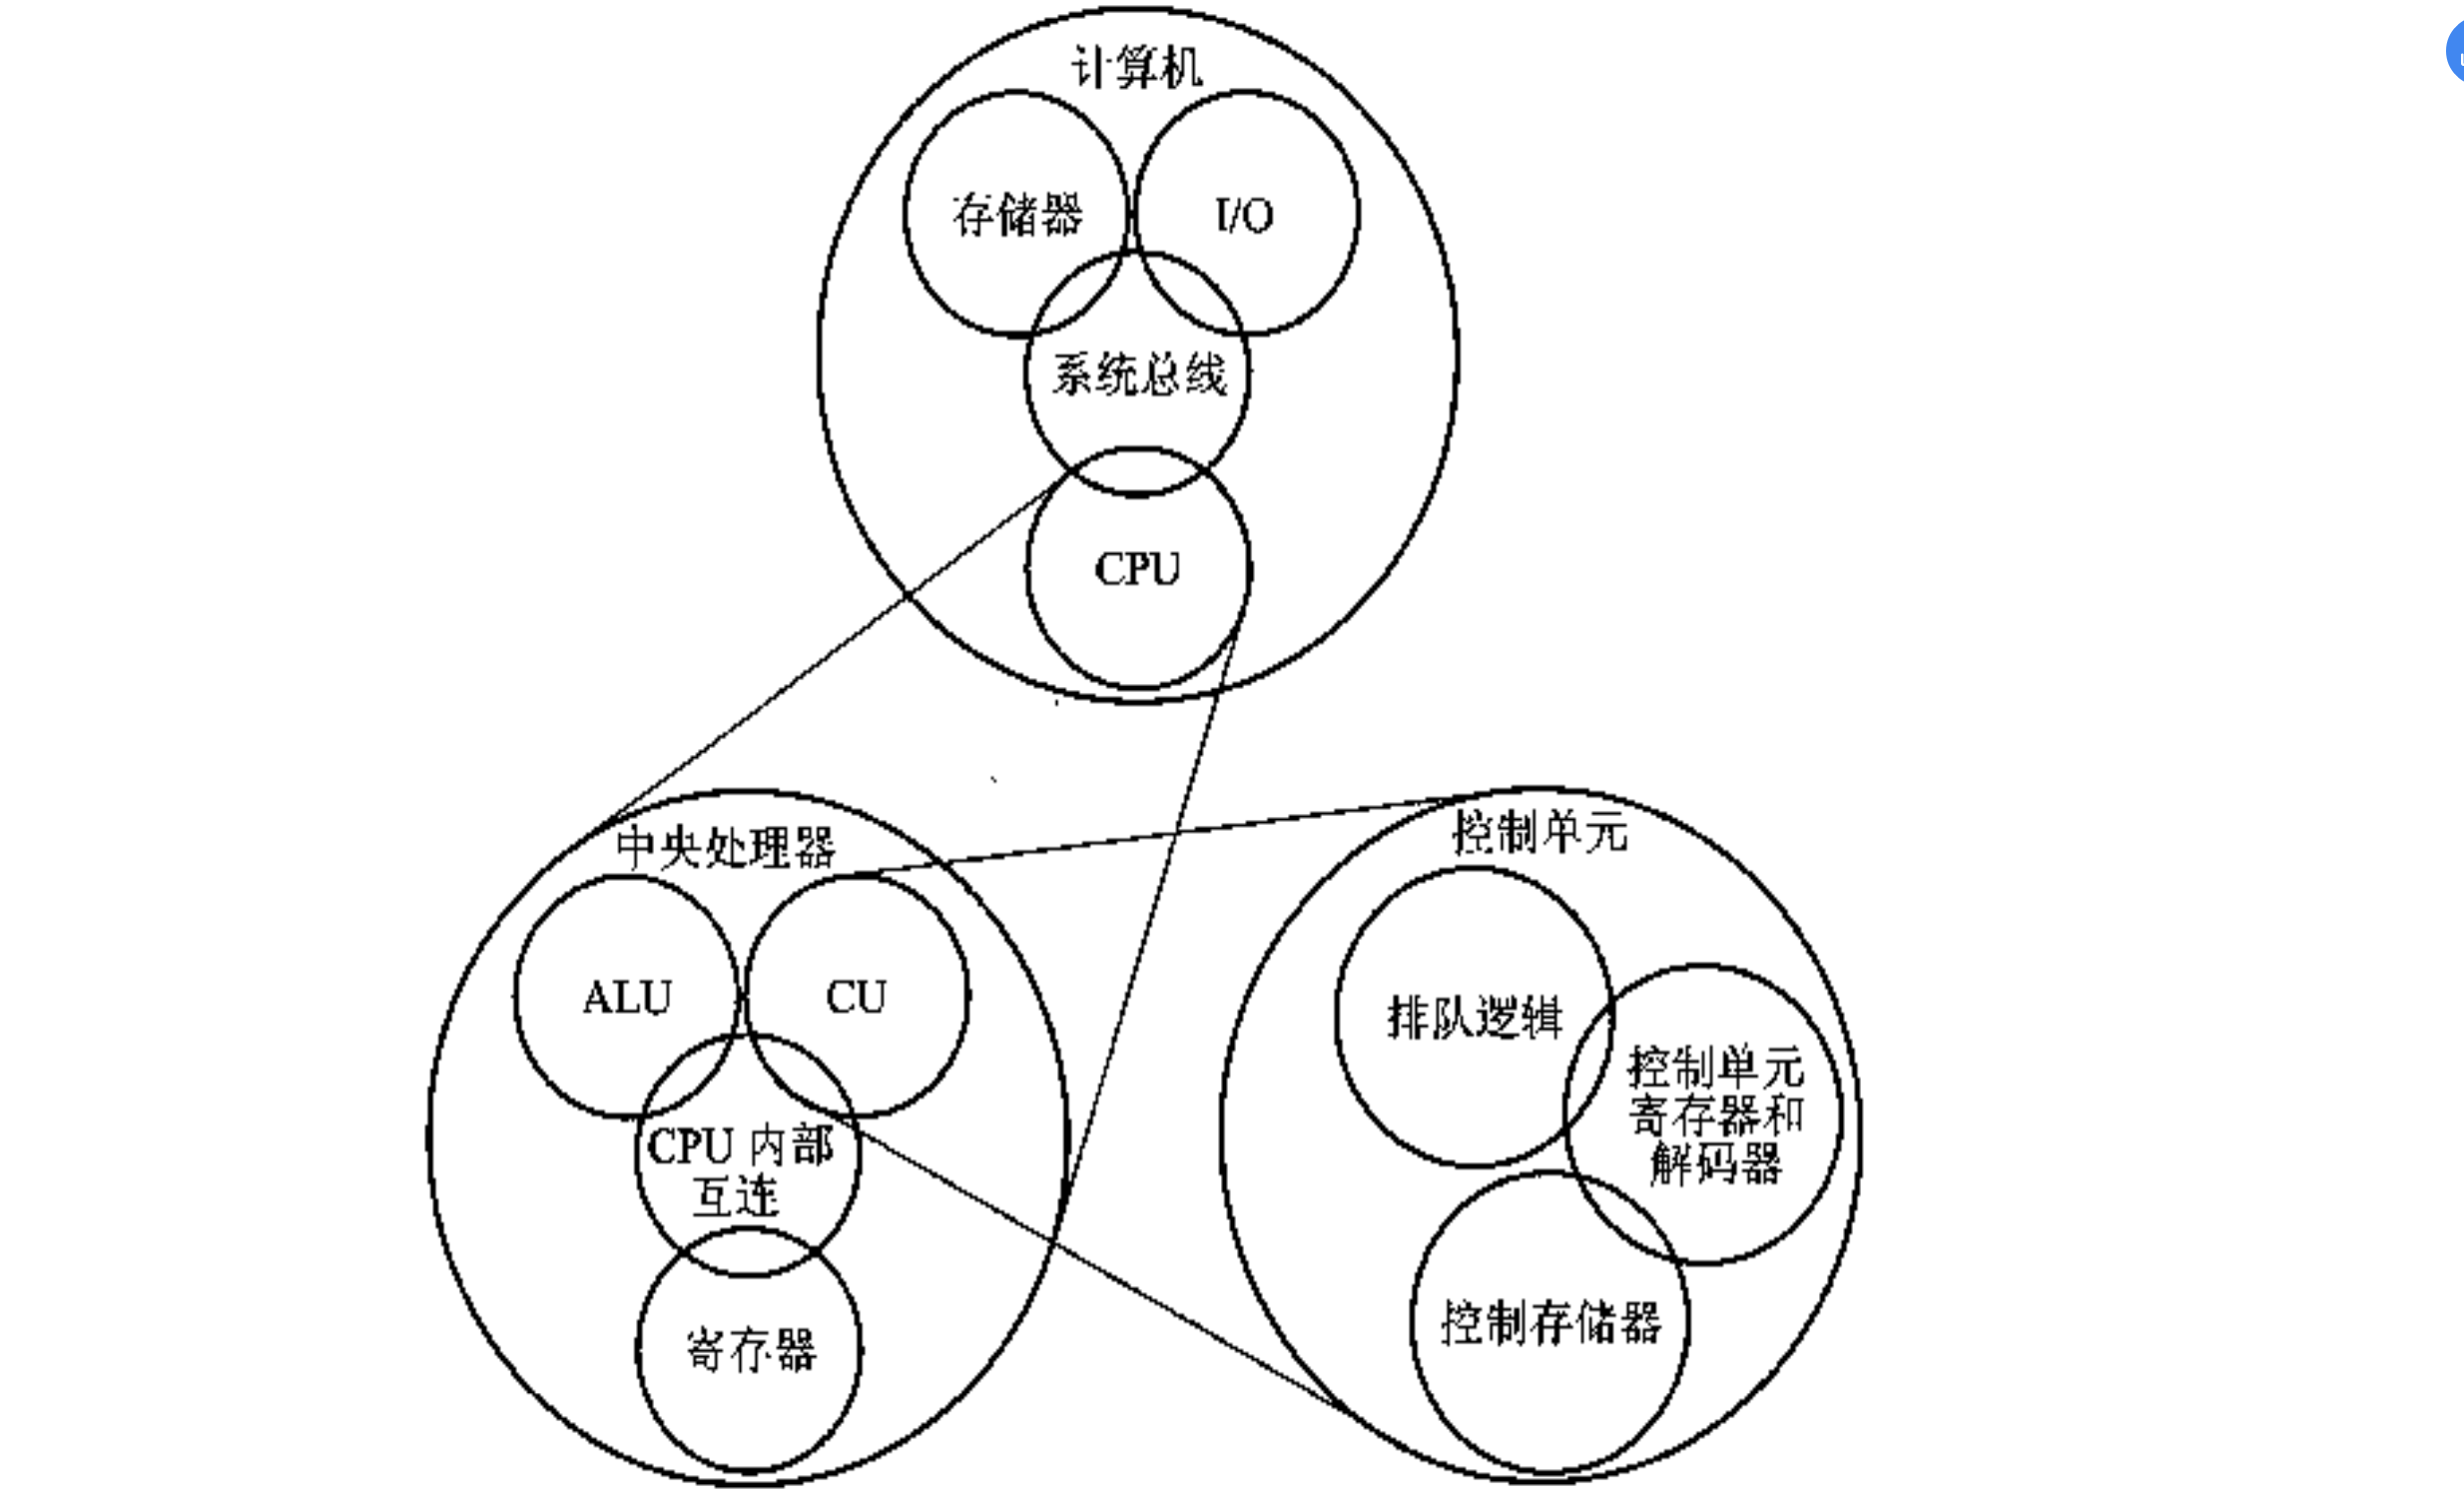 计算机
存储器
I/O
系统总线
CPU
中央处理器
ALU
CU
CPU 内部
互连
寄存器
控制单元
排队逻辑
控制单元
寄存器和
解码器
控制存储器